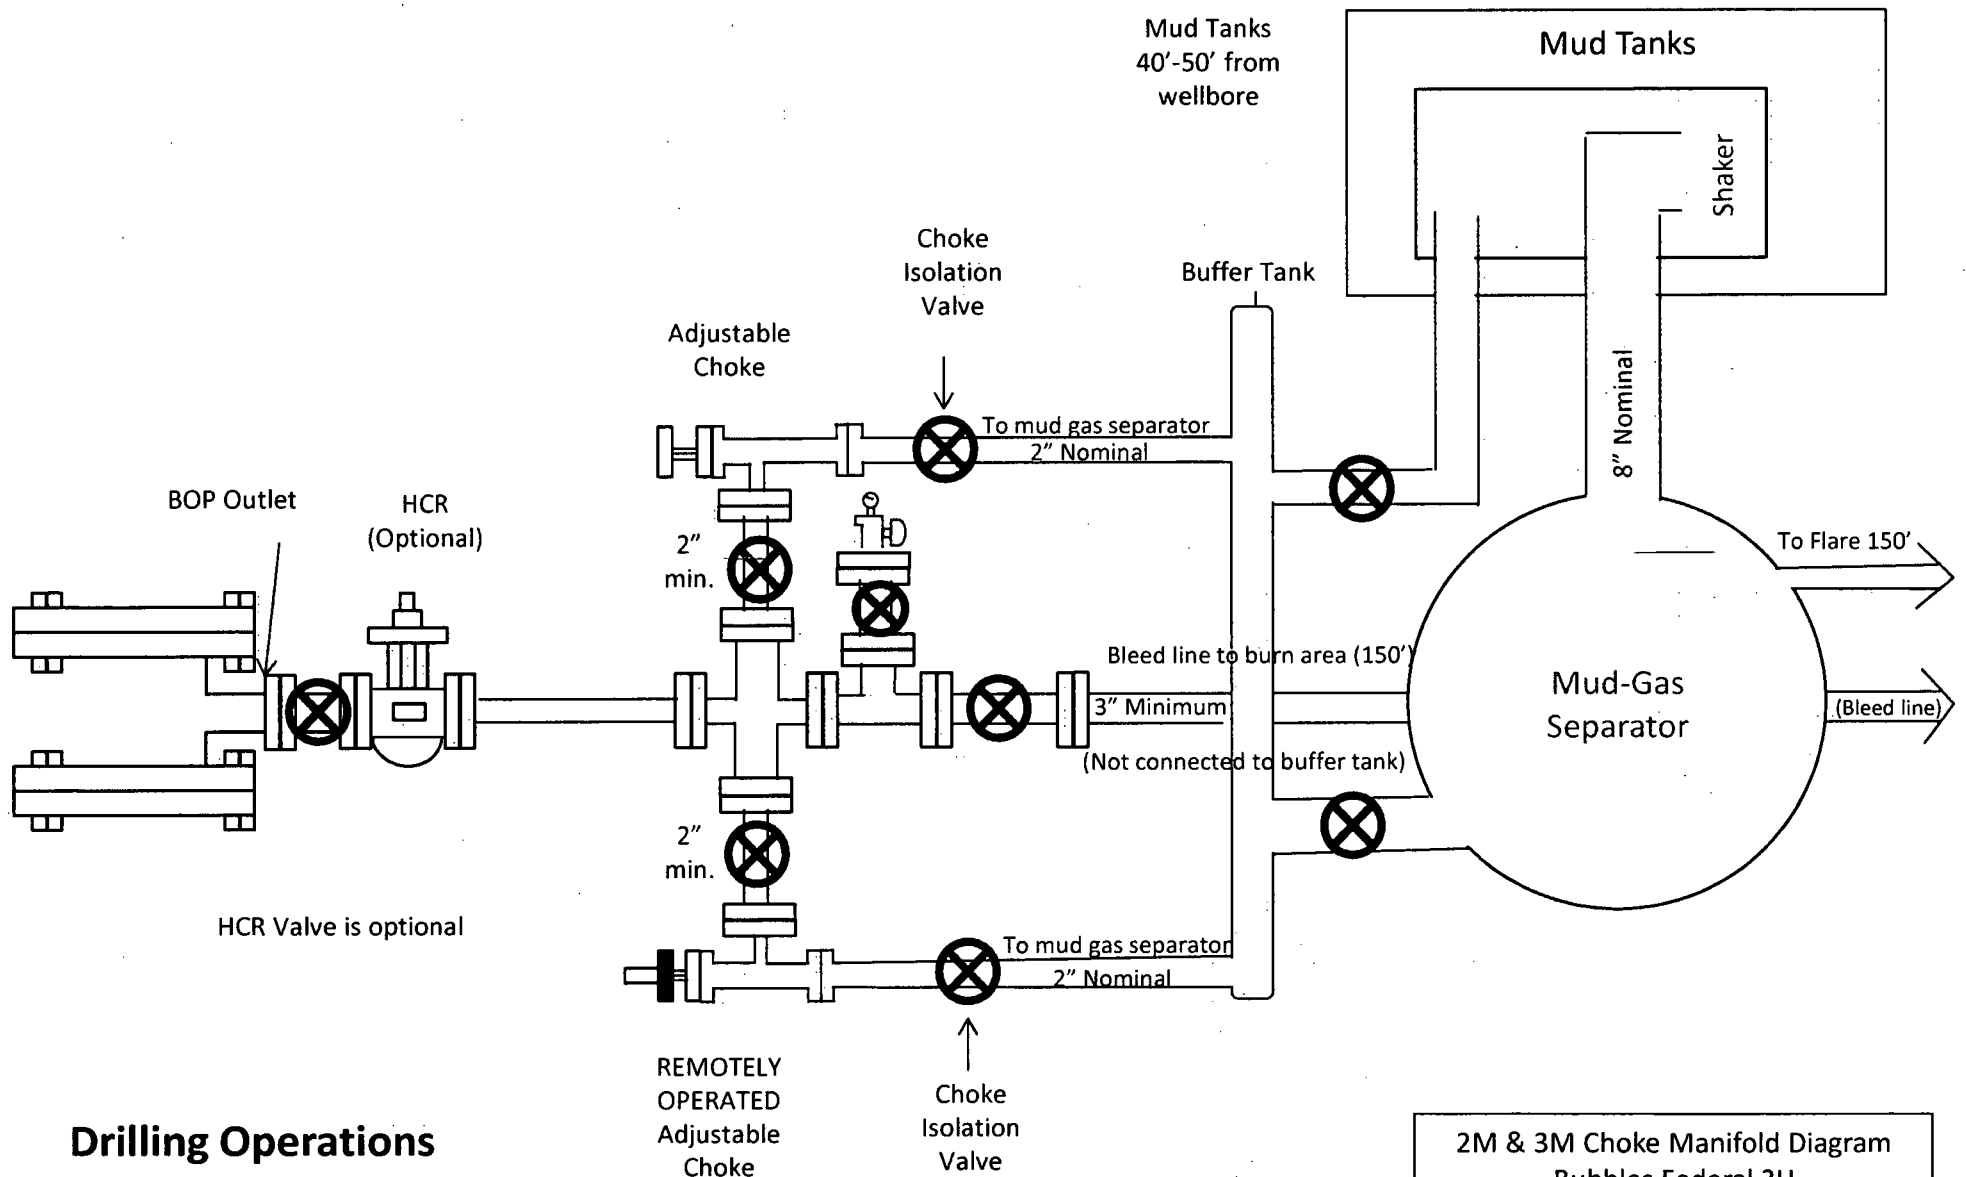 Mud Tanks
40'-50' from
wellbore
Mud Tanks
Shaker
Choke
Isolation
Valve
Buffer Tank
Adjustable
Choke
8" Nominal
To mud gas separator
2" Nominal
BOP Outlet
HCR
(Optional)
2"
min.
To Flare 150'
Bleed line to burn area (150')
3" Minimum
(Not connected to buffer tank)
Mud-Gas
Separator
(Bleed line)
2"
min.
HCR Valve is optional
To mud gas separator
2" Nominal
REMOTELY
OPERATED
Adjustable
Choke
Choke
Isolation
Valve
Drilling Operations
2M & 3M Choke Manifold Diagram